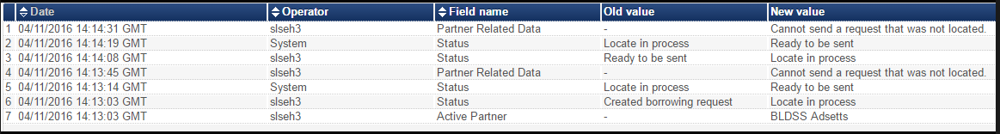 Date Operator Field name Old value New value
1 04/11/2016 14:14:31 GMT slseh3 Partner Related Data - Cannot send a request that was not located.
2 04/11/2016 14:14:19 GMT System Status Locate in process Ready to be sent
3 04/11/2016 14:14:08 GMT slseh3 Status Ready to be sent Locate in process
4 04/11/2016 14:13:45 GMT slseh3 Partner Related Data - Cannot send a request that was not located.
5 04/11/2016 14:13:14 GMT System Status Locate in process Ready to be sent
6 04/11/2016 14:13:03 GMT slseh3 Status Created borrowing request Locate in process
7 04/11/2016 14:13:03 GMT slseh3 Active Partner - BLDSS Adsetts